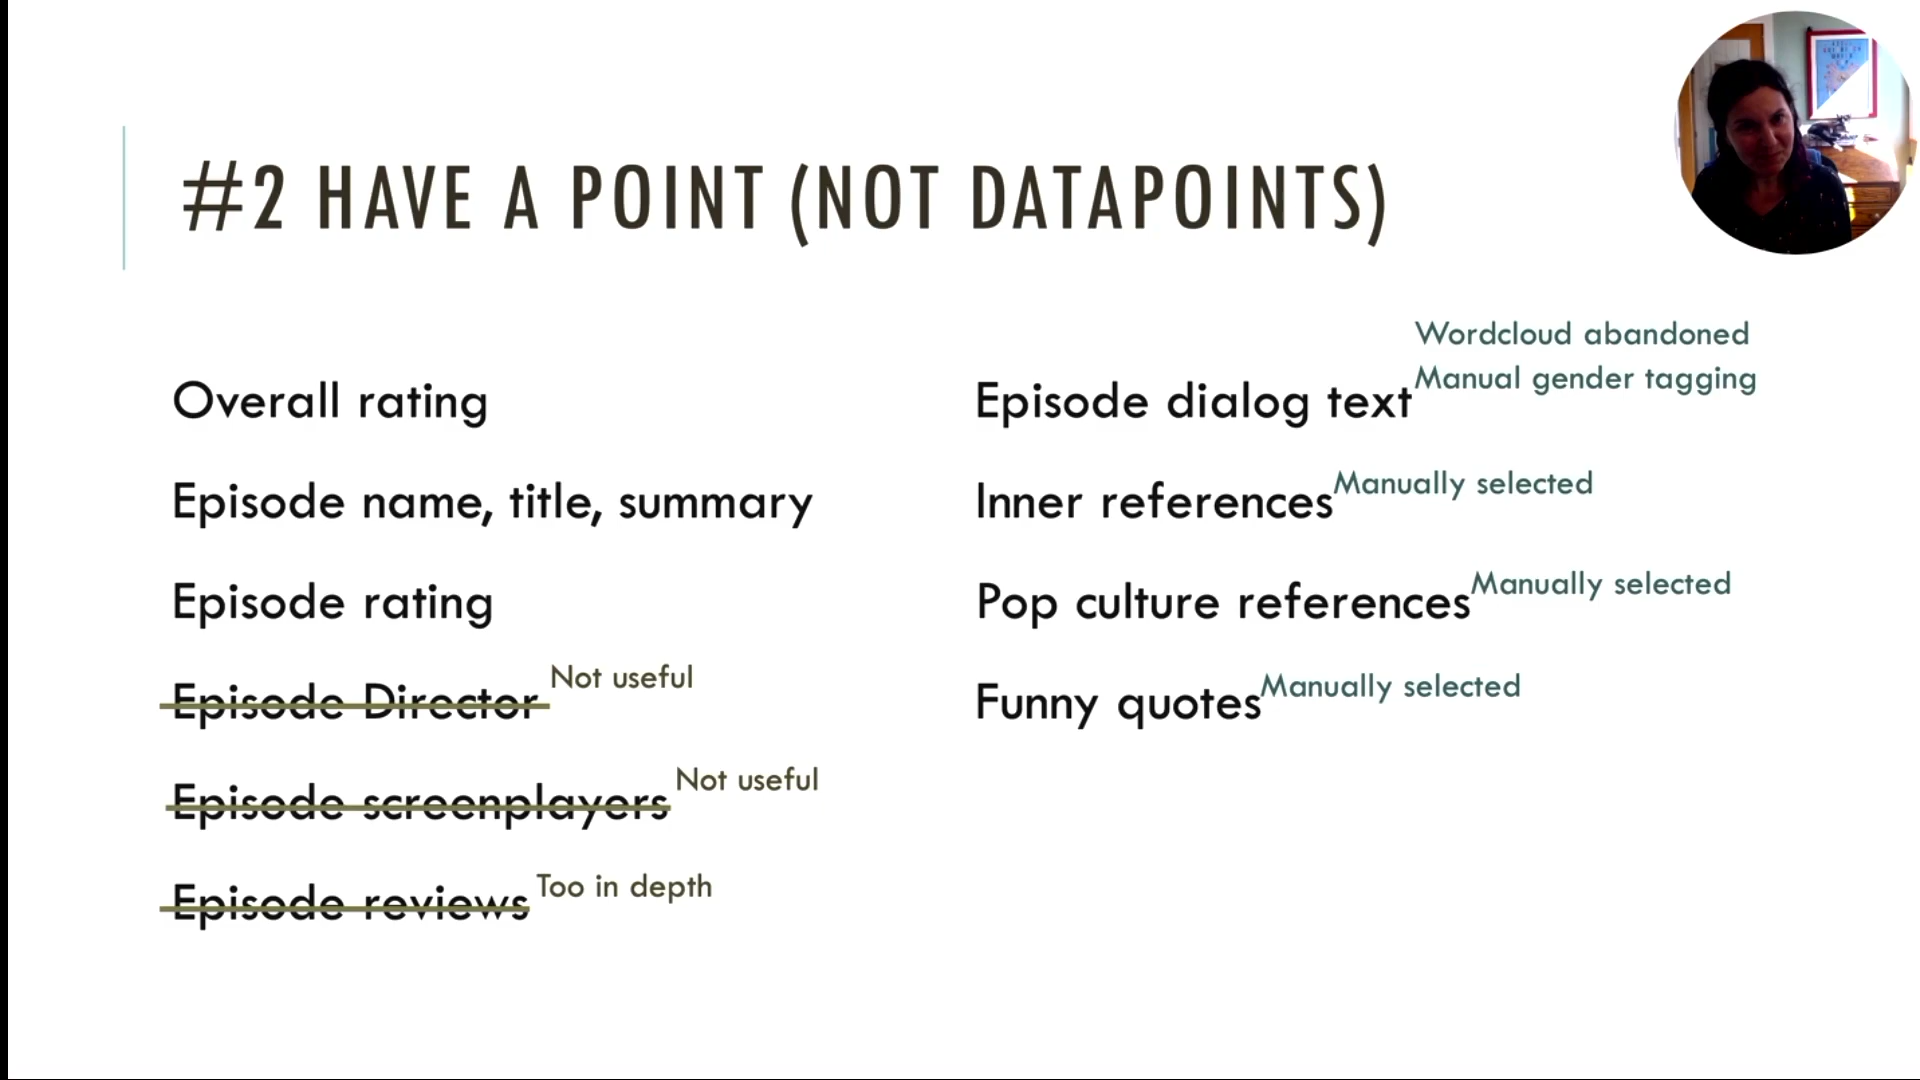 #2 HAVE A POINT (NOT DATAPOINTS)
Overall rating
Episode name, title, summary
Episode rating
Episode Director Not useful
Episode screenplayers Not useful
Episode reviews Too in depth
Wordcloud abandoned
Manual gender tagging
Episode dialog text
Inner references Manually selected
Pop culture references Manually selected
Funny quotes Manually selected